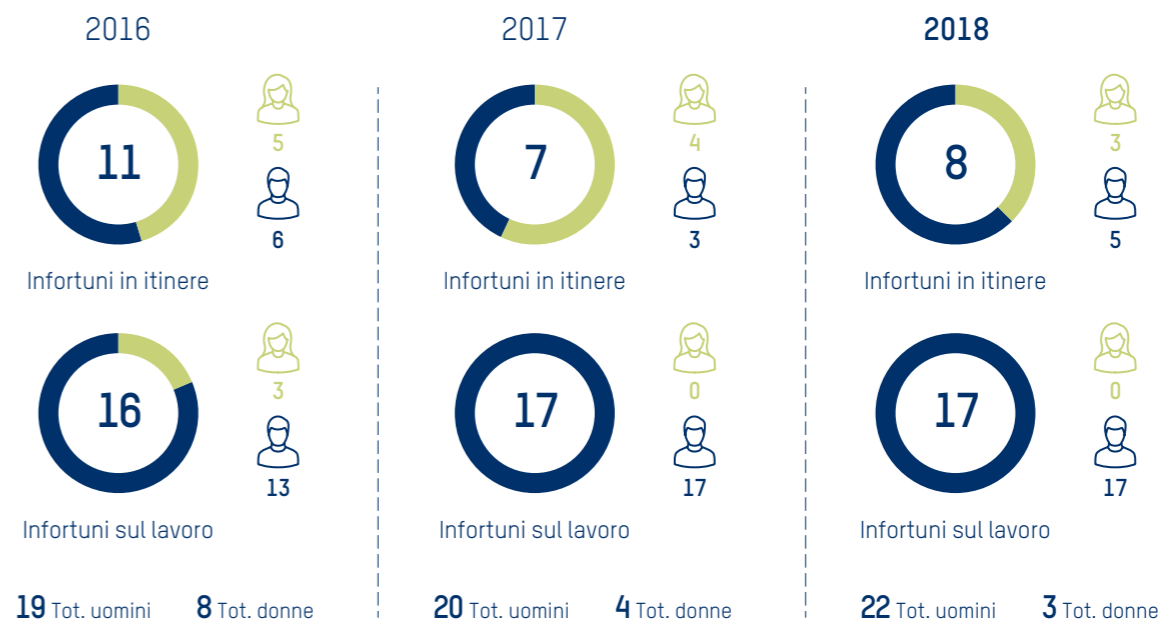 2016
11
5
6
Infortuni in itinere
16
3
13
Infortuni sul lavoro
19 Tot. uomini 8 Tot. donne
2017
7
4
3
Infortuni in itinere
17
0
17
Infortuni sul lavoro
20 Tot. uomini 4 Tot. donne
2018
8
3
5
Infortuni in itinere
17
0
17
Infortuni sul lavoro
22 Tot. uomini 3 Tot. donne